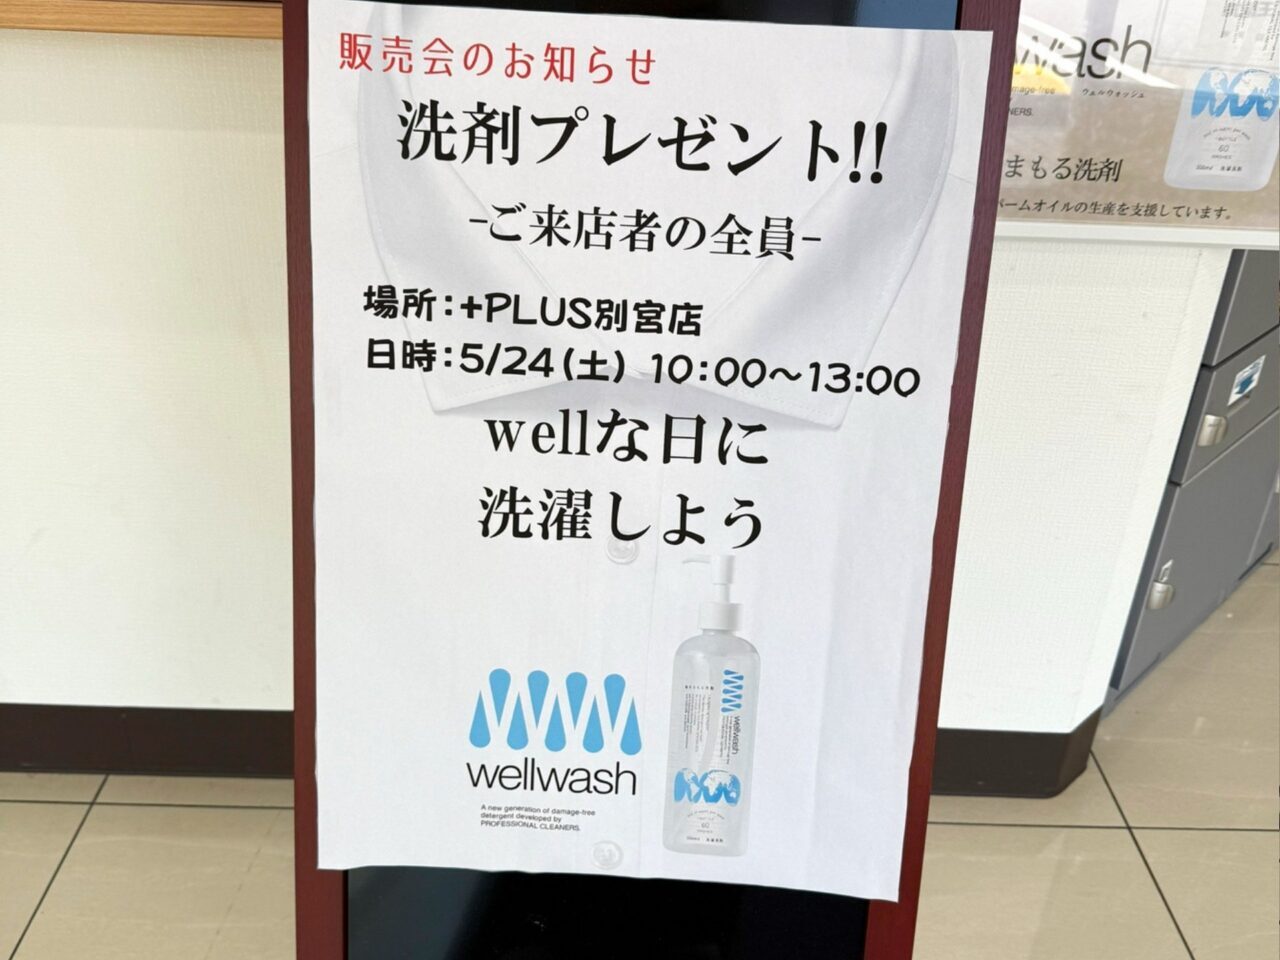 販売会のお知らせ
洗剤プレゼント!!
-ご来店者の全員-
場所:+PLUS別宮店
日時:5/24(土) 10:00～13:00
wellな日に
洗濯しよう
wellwash
A new generation of damage-free
detergent developed by
PROFESSIONAL CLEANERS.
wellwash
60
wash
ウェルウォッシュ
まもる洗剤
パームオイルの生産を支援しています。
60